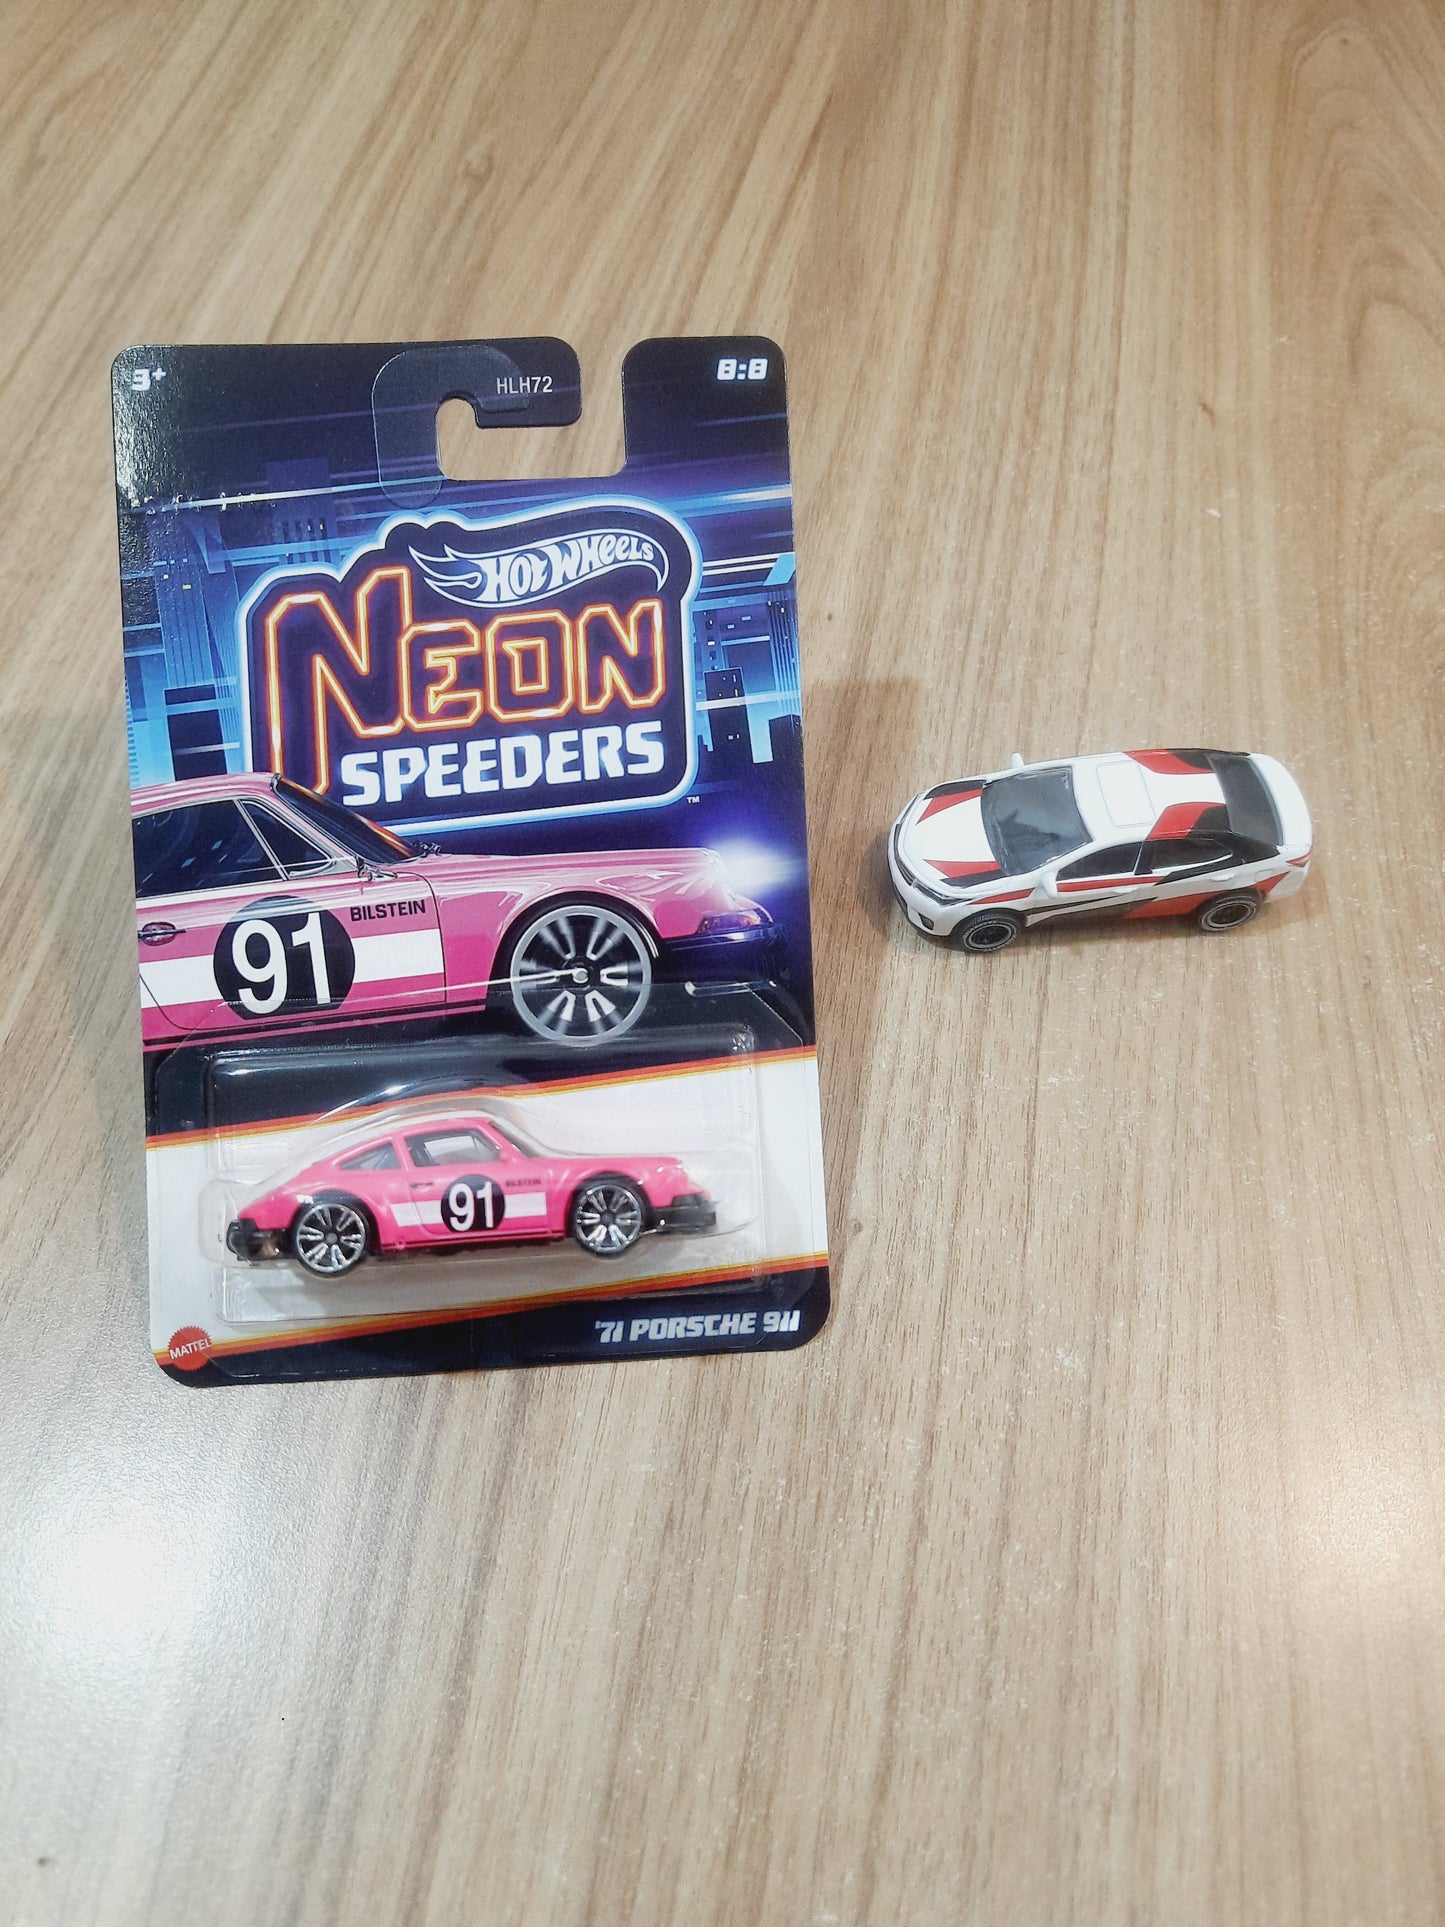 3+
HLH72
8:8
HOT WHEELS
NEON
SPEEDERS
TM
BILSTEIN
91
BILSTEIN
91
MATTEL
'71 PORSCHE 911